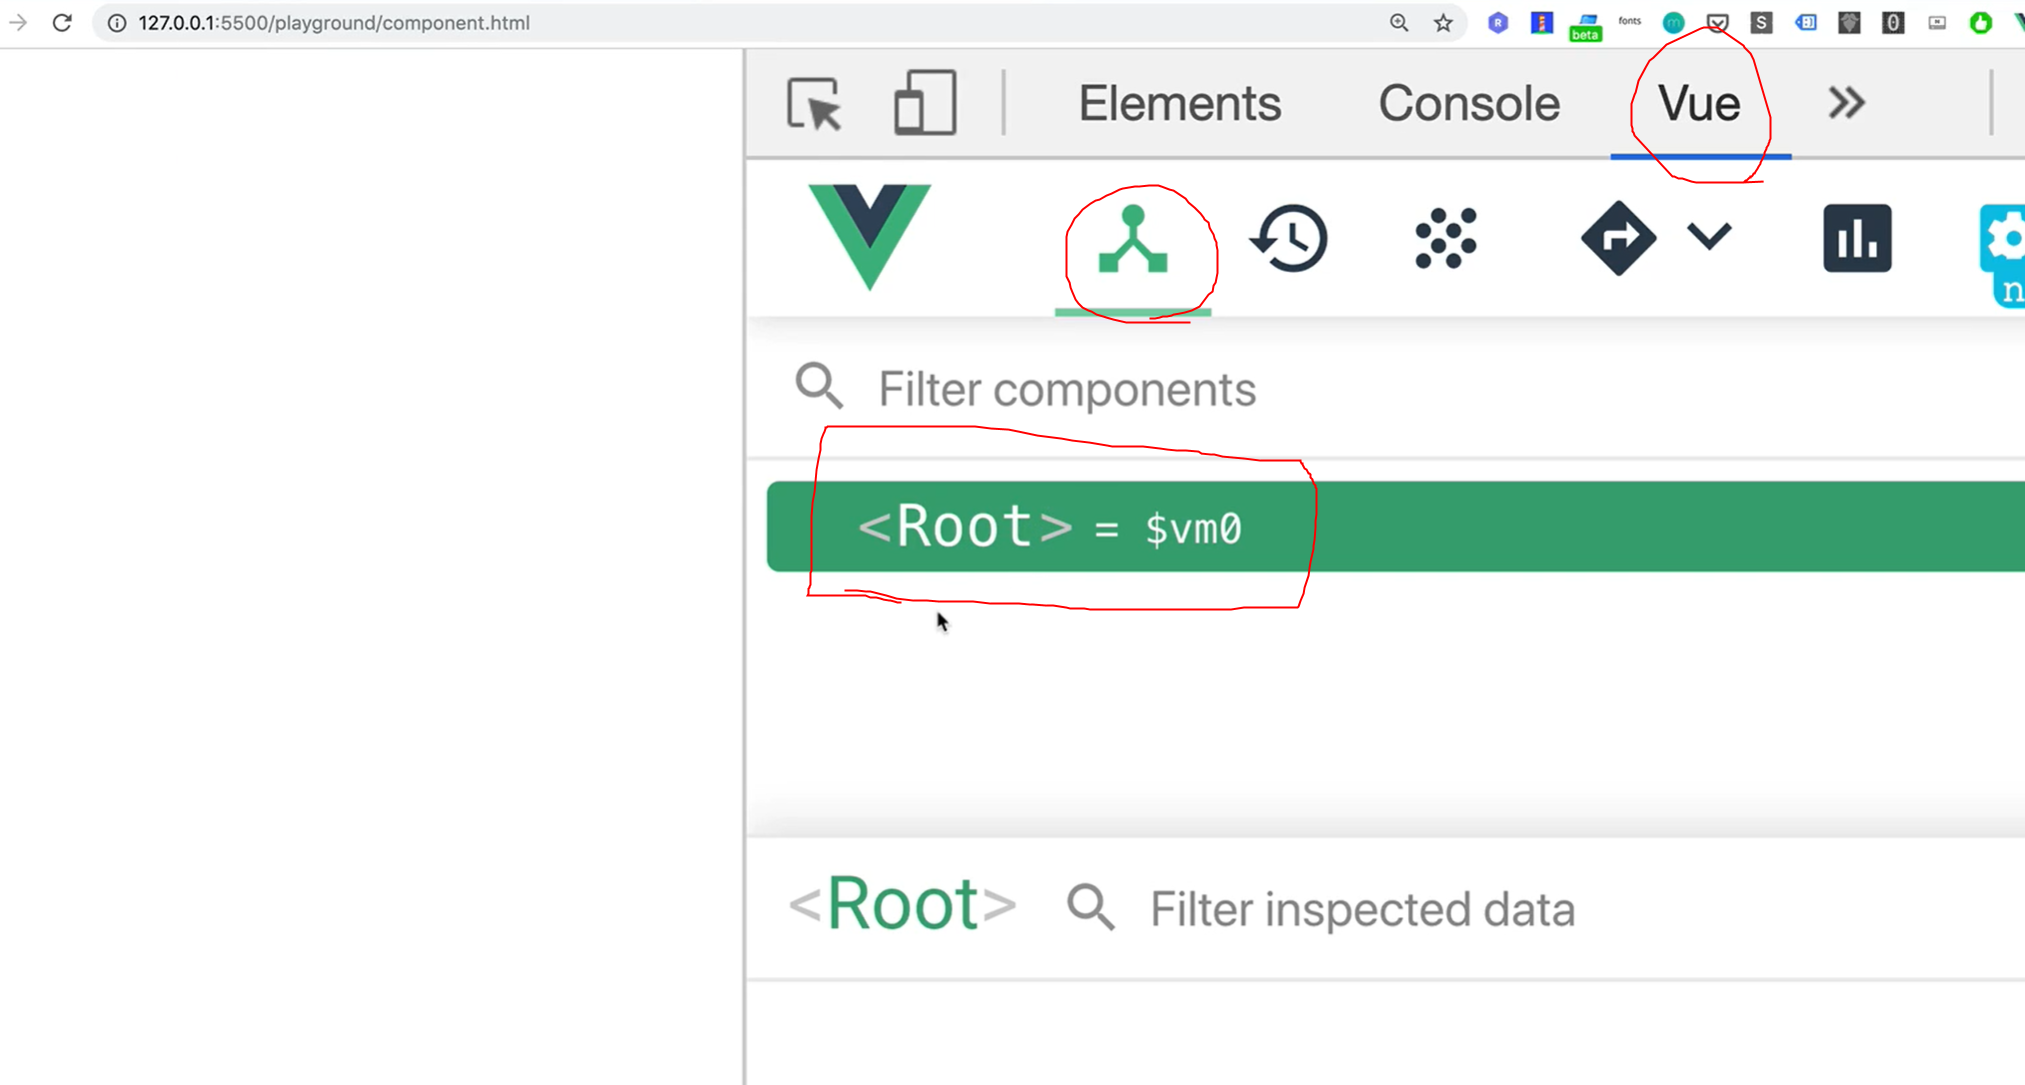 127.0.0.1:5500/playground/component.html
R
beta
fonts
m
S
Elements
Console
Vue
n
Filter components
<Root> = $vm0
<Root>
Filter inspected data